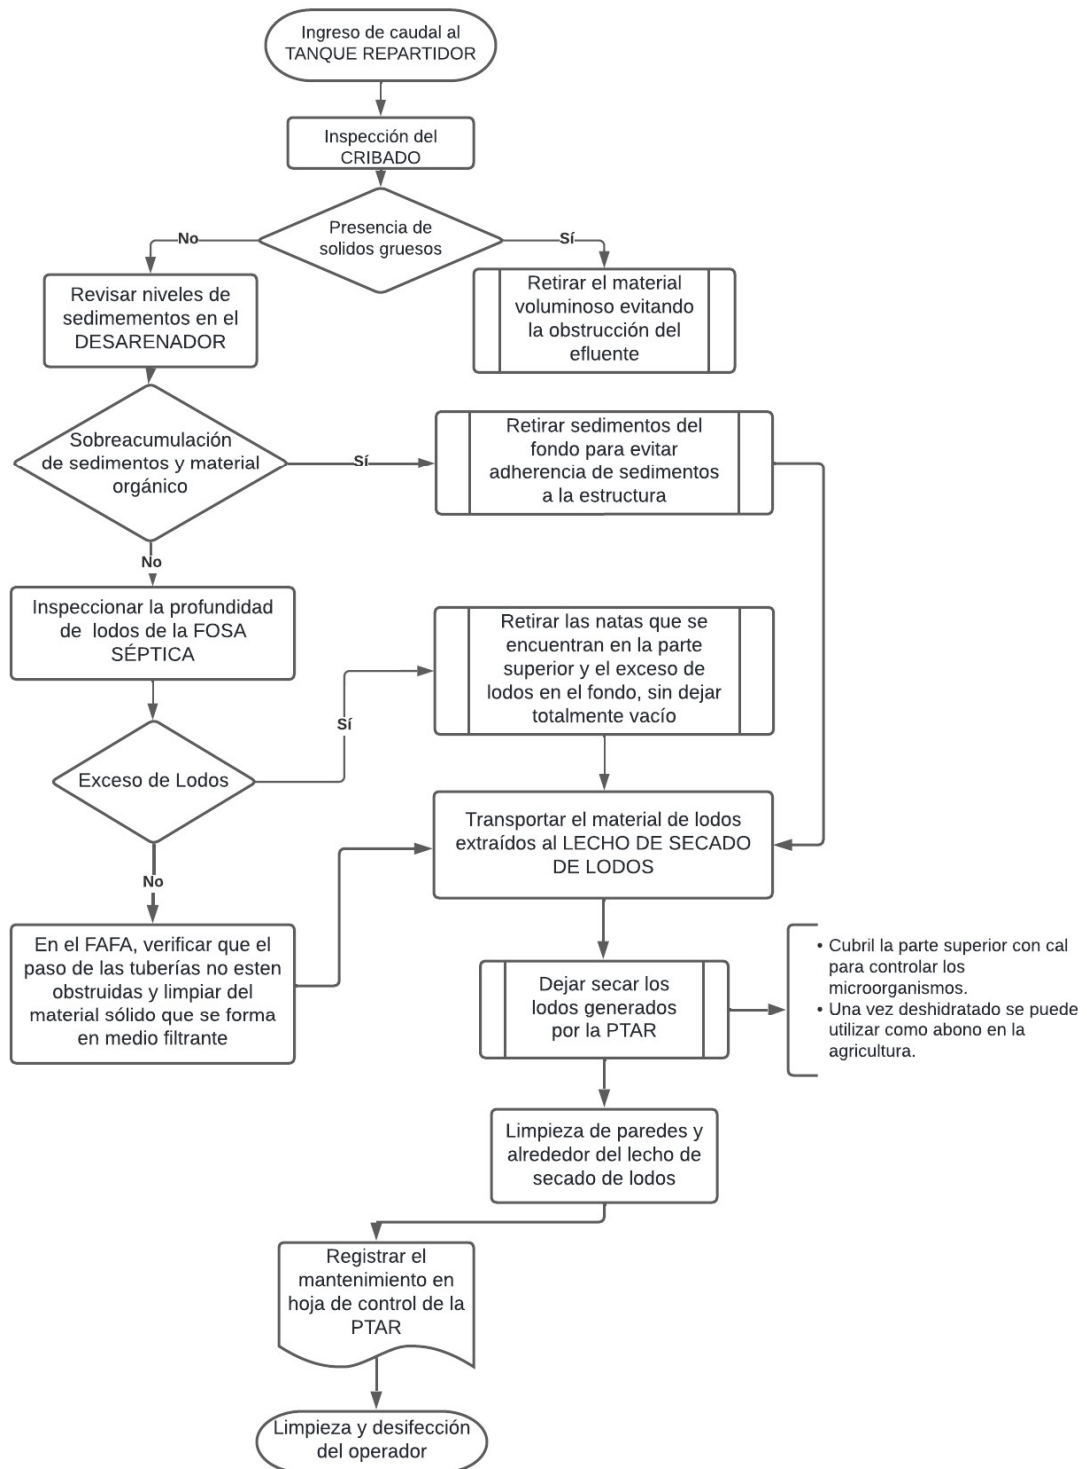 Ingreso de caudal al
TANQUE REPARTIDOR
Inspección del
CRIBADO
Presencia de
solidos gruesos
No
Sí
Revisar niveles de
sedimementos en el
DESARENADOR
Retirar el material
voluminoso evitando
la obstrucción del
efluente
Sobreacumulación
de sedimentos y material
orgánico
Sí
Retirar sedimentos del
fondo para evitar
adherencia de sedimentos
a la estructura
No
Inspeccionar la profundidad
de lodos de la FOSA
SÉPTICA
Retirar las natas que se
encuentran en la parte
superior y el exceso de
lodos en el fondo, sin dejar
totalmente vacío
Sí
Exceso de Lodos
Transportar el material de lodos
extraídos al LECHO DE SECADO
DE LODOS
No
En el FAFA, verificar que el
paso de las tuberías no esten
obstruidas y limpiar del
material sólido que se forma
en medio filtrante
Dejar secar los
lodos generados
por la PTAR
• Cubril la parte superior con cal
para controlar los
microorganismos.
• Una vez deshidratado se puede
utilizar como abono en la
agricultura.
Limpieza de paredes y
alrededor del lecho de
secado de lodos
Registrar el
mantenimiento en
hoja de control de la
PTAR
Limpieza y desifección
del operador